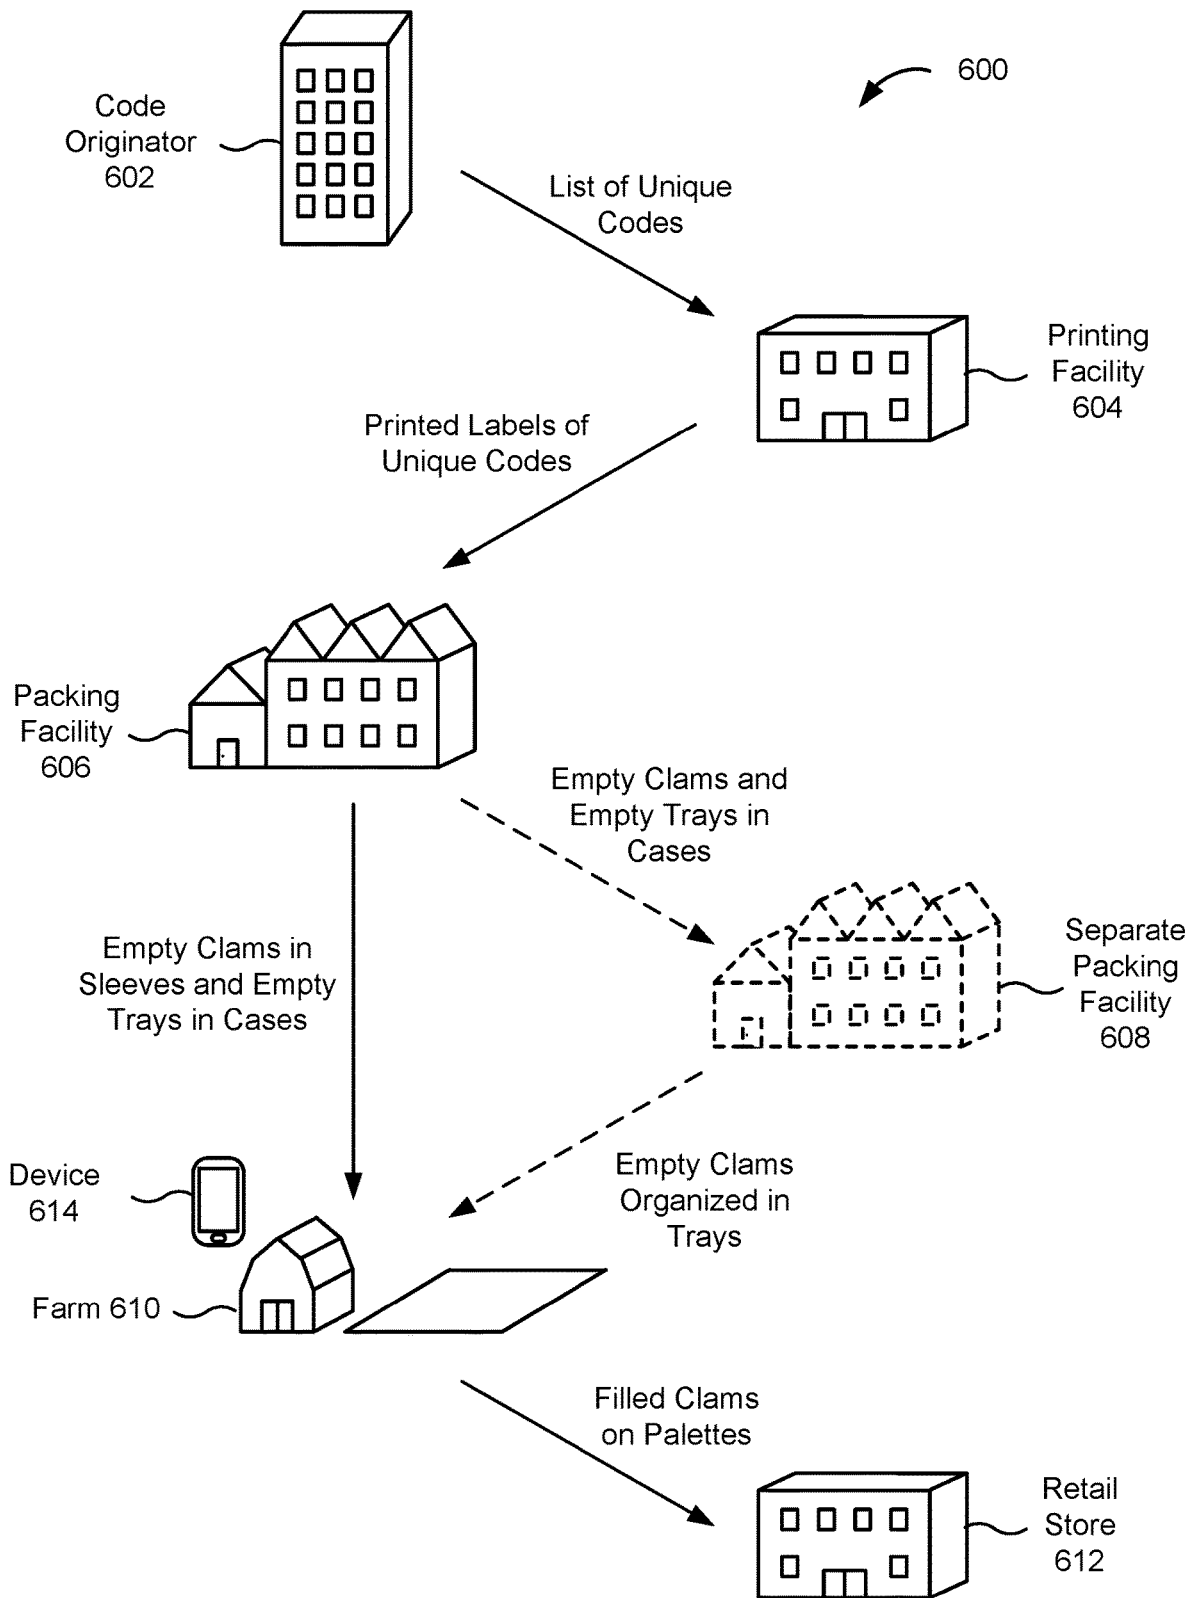 600
Code
Originator
602
List of Unique
Codes
Printing
Facility
604
Printed Labels of
Unique Codes
Packing
Facility
606
Empty Clams and
Empty Trays in
Cases
Empty Clams in
Sleeves and Empty
Trays in Cases
Separate
Packing
Facility
608
Device
614
Empty Clams
Organized in
Trays
Farm 610
Filled Clams
on Palettes
Retail
Store
612